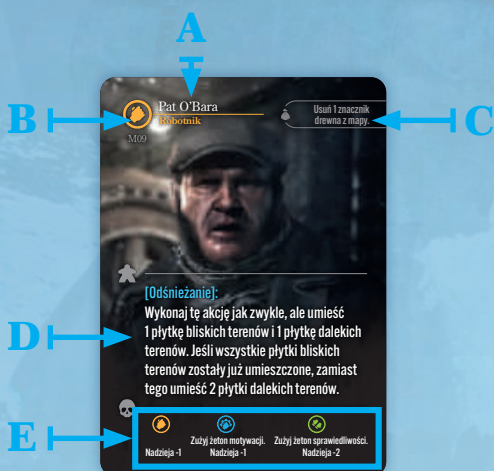 A
Pat O'Bara
Robotnik
B
M09
Usuń 1 znacznik
drewna z mapy.
C
[Odśnieżanie]:
Wykonaj tę akcję jak zwykle, ale umieść
1 płytkę bliskich terenów i 1 płytkę dalekich
terenów. Jeśli wszystkie płytki bliskich
terenów zostały już umieszczone, zamiast
tego umieść 2 płytki dalekich terenów.
D
E
Nadzieja -1
Zużyj żeton motywacji.
Nadzieja -1
Zużyj żeton sprawiedliwości.
Nadzieja -2